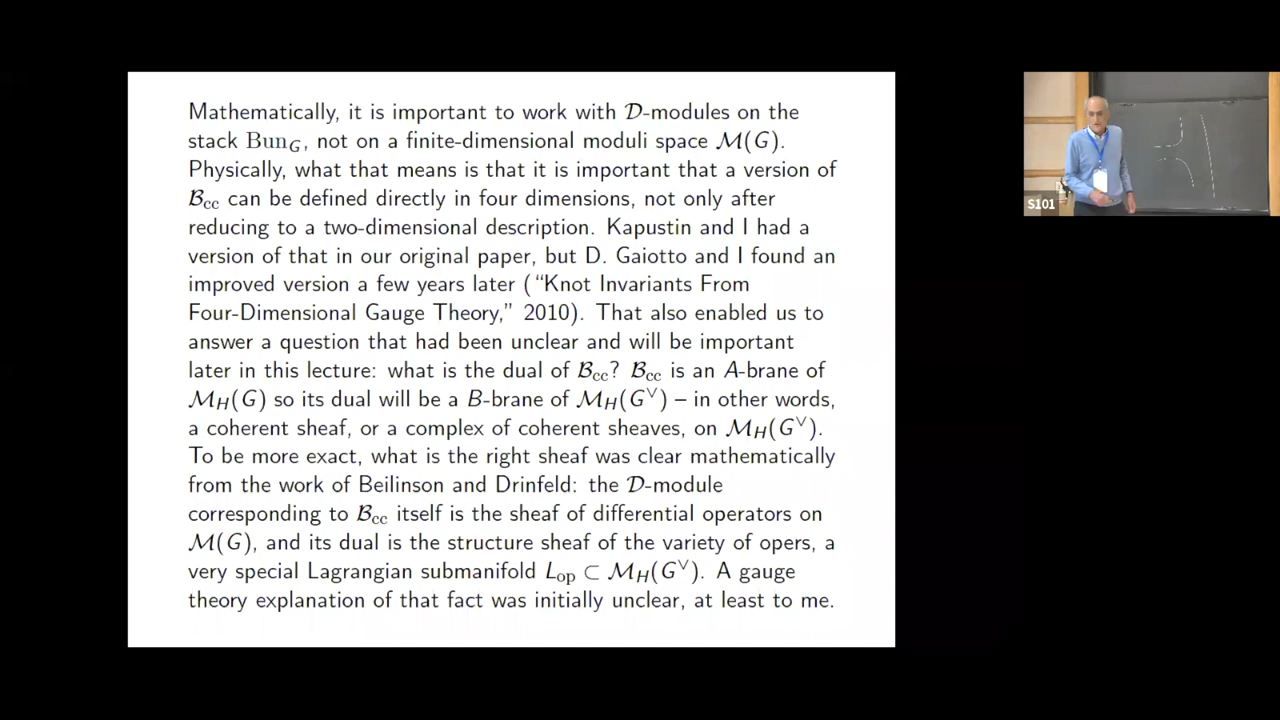 Mathematically, it is important to work with 𝒟-modules on the
stack Bun_G, not on a finite-dimensional moduli space ℳ(G).
Physically, what that means is that it is important that a version of
ℬ_cc can be defined directly in four dimensions, not only after
reducing to a two-dimensional description. Kapustin and I had a
version of that in our original paper, but D. Gaiotto and I found an
improved version a few years later (“Knot Invariants From
Four-Dimensional Gauge Theory,” 2010). That also enabled us to
answer a question that had been unclear and will be important
later in this lecture: what is the dual of ℬ_cc? ℬ_cc is an A-brane of
ℳ_H(G) so its dual will be a B-brane of ℳ_H(G^∨) – in other words,
a coherent sheaf, or a complex of coherent sheaves, on ℳ_H(G^∨).
To be more exact, what is the right sheaf was clear mathematically
from the work of Beilinson and Drinfeld: the 𝒟-module
corresponding to ℬ_cc itself is the sheaf of differential operators on
ℳ(G), and its dual is the structure sheaf of the variety of opers, a
very special Lagrangian submanifold L_op ⊂ ℳ_H(G^∨). A gauge
theory explanation of that fact was initially unclear, at least to me.
S101